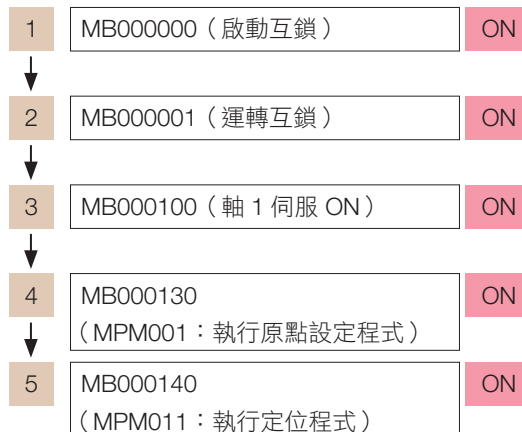 1 MB000000（啟動互鎖） ON
2 MB000001（運轉互鎖） ON
3 MB000100（軸 1 伺服 ON） ON
4 MB000130 ON
（MPM001：執行原點設定程式）
5 MB000140 ON
（MPM011：執行定位程式）